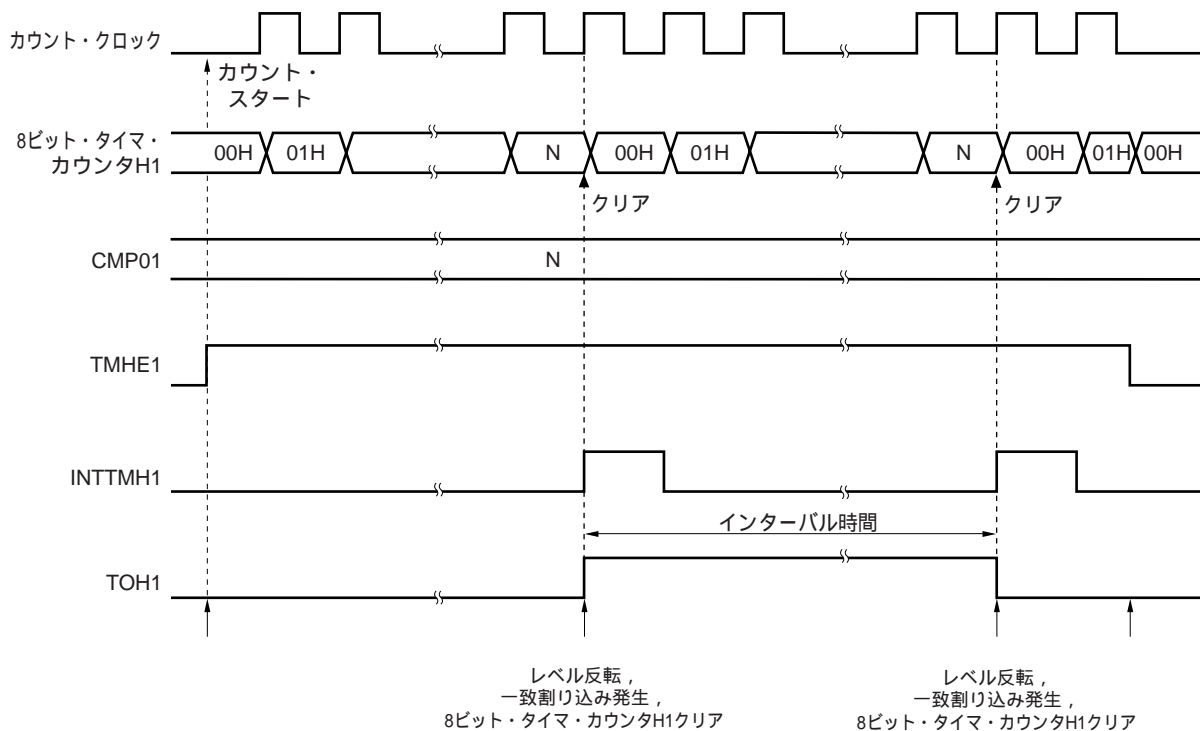 カウント・クロック
カウント・
スタート
8ビット・タイマ・
カウンタH1
00H 01H N 00H 01H N 00H 01H 00H
クリア クリア
CMP01 N
TMHE1
INTTMH1
インターバル時間
TOH1
レベル反転，
一致割り込み発生，
8ビット・タイマ・カウンタH1クリア
レベル反転，
一致割り込み発生，
8ビット・タイマ・カウンタH1クリア